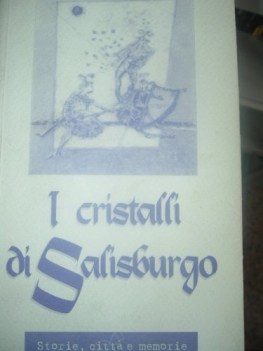 I cristalli
di Salisburgo
Storie, città e memorie